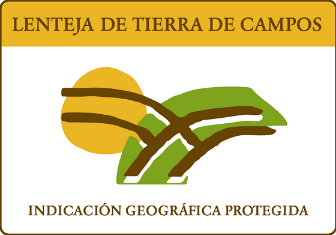 LENTEJA DE TIERRA DE CAMPOS
INDICACIÓN GEOGRÁFICA PROTEGIDA